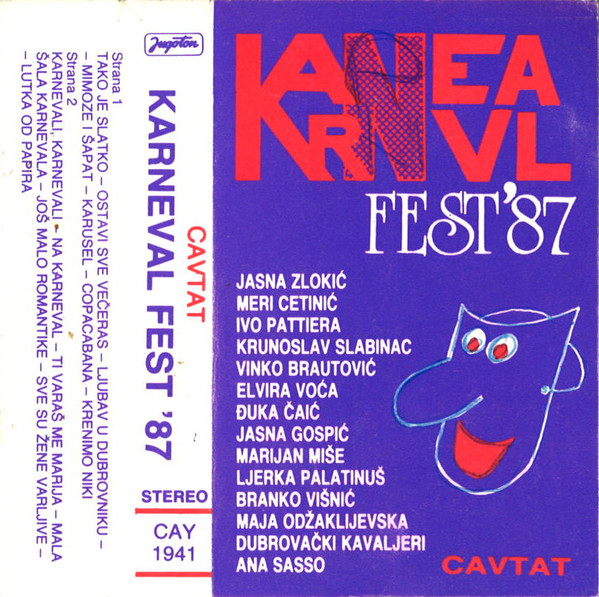 Jugoton
Strana 1
TAKO JE SLATKO – OSTAVI SVE VEČERAS – LJUBAV U DUBROVNIKU –
– MIMOZE I ŠAPAT – KARUSEL – COPACABANA – KRENIMO NIKI
Strana 2
KARNEVALI, KARNEVALI – NA KARNEVAL – TI VARAŠ ME MARIJA – MALA
ŠALA KARNEVALA – JOŠ MALO ROMANTIKE – SVE SU ŽENE VARLJIVE –
– LUTKA OD PAPIRA
CAVTAT
KARNEVAL FEST '87
STEREO
CAY
1941
KARNEVAL
FEST'87
JASNA ZLOKIĆ
MERI CETINIĆ
IVO PATTIERA
KRUNOSLAV SLABINAC
VINKO BRAUTOVIĆ
ELVIRA VOĆA
ĐUKA ČAIĆ
JASNA GOSPIĆ
MARIJAN MIŠE
LJERKA PALATINUŠ
BRANKO VIŠNIĆ
MAJA ODŽAKLIJEVSKA
DUBROVAČKI KAVALJERI
ANA SASSO
CAVTAT